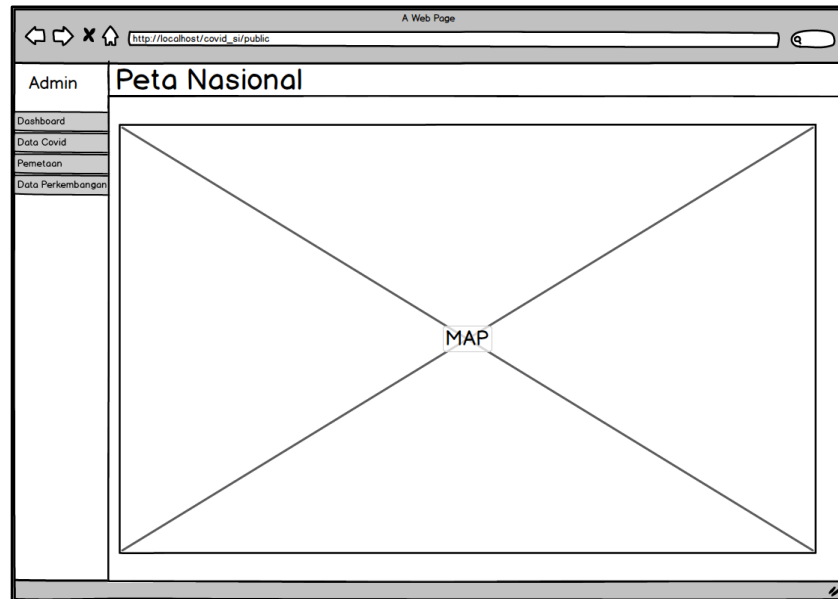 A Web Page
http://localhost/covid_si/public
Admin
Peta Nasional
Dashboard
Data Covid
Pemetaan
Data Perkembangan
MAP